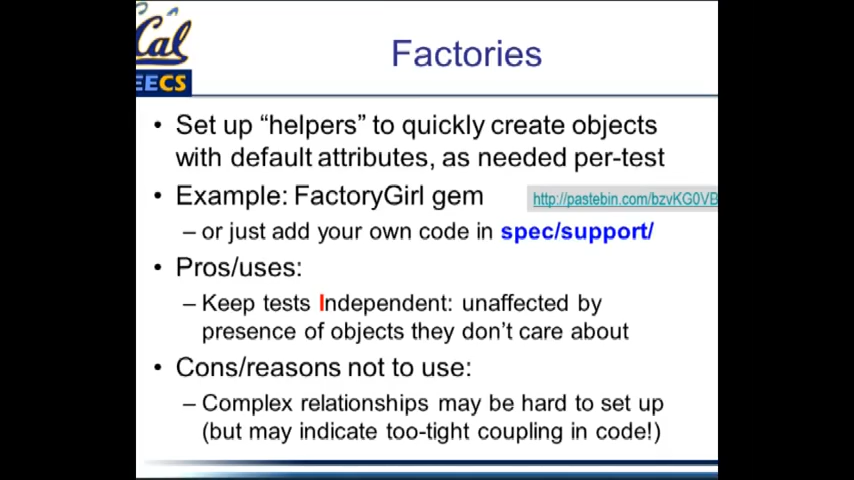 Cal
EECS
Factories
• Set up “helpers” to quickly create objects
with default attributes, as needed per-test
• Example: FactoryGirl gem http://pastebin.com/bzvKG0VB
– or just add your own code in spec/support/
• Pros/uses:
– Keep tests Independent: unaffected by
presence of objects they don’t care about
• Cons/reasons not to use:
– Complex relationships may be hard to set up
(but may indicate too-tight coupling in code!)